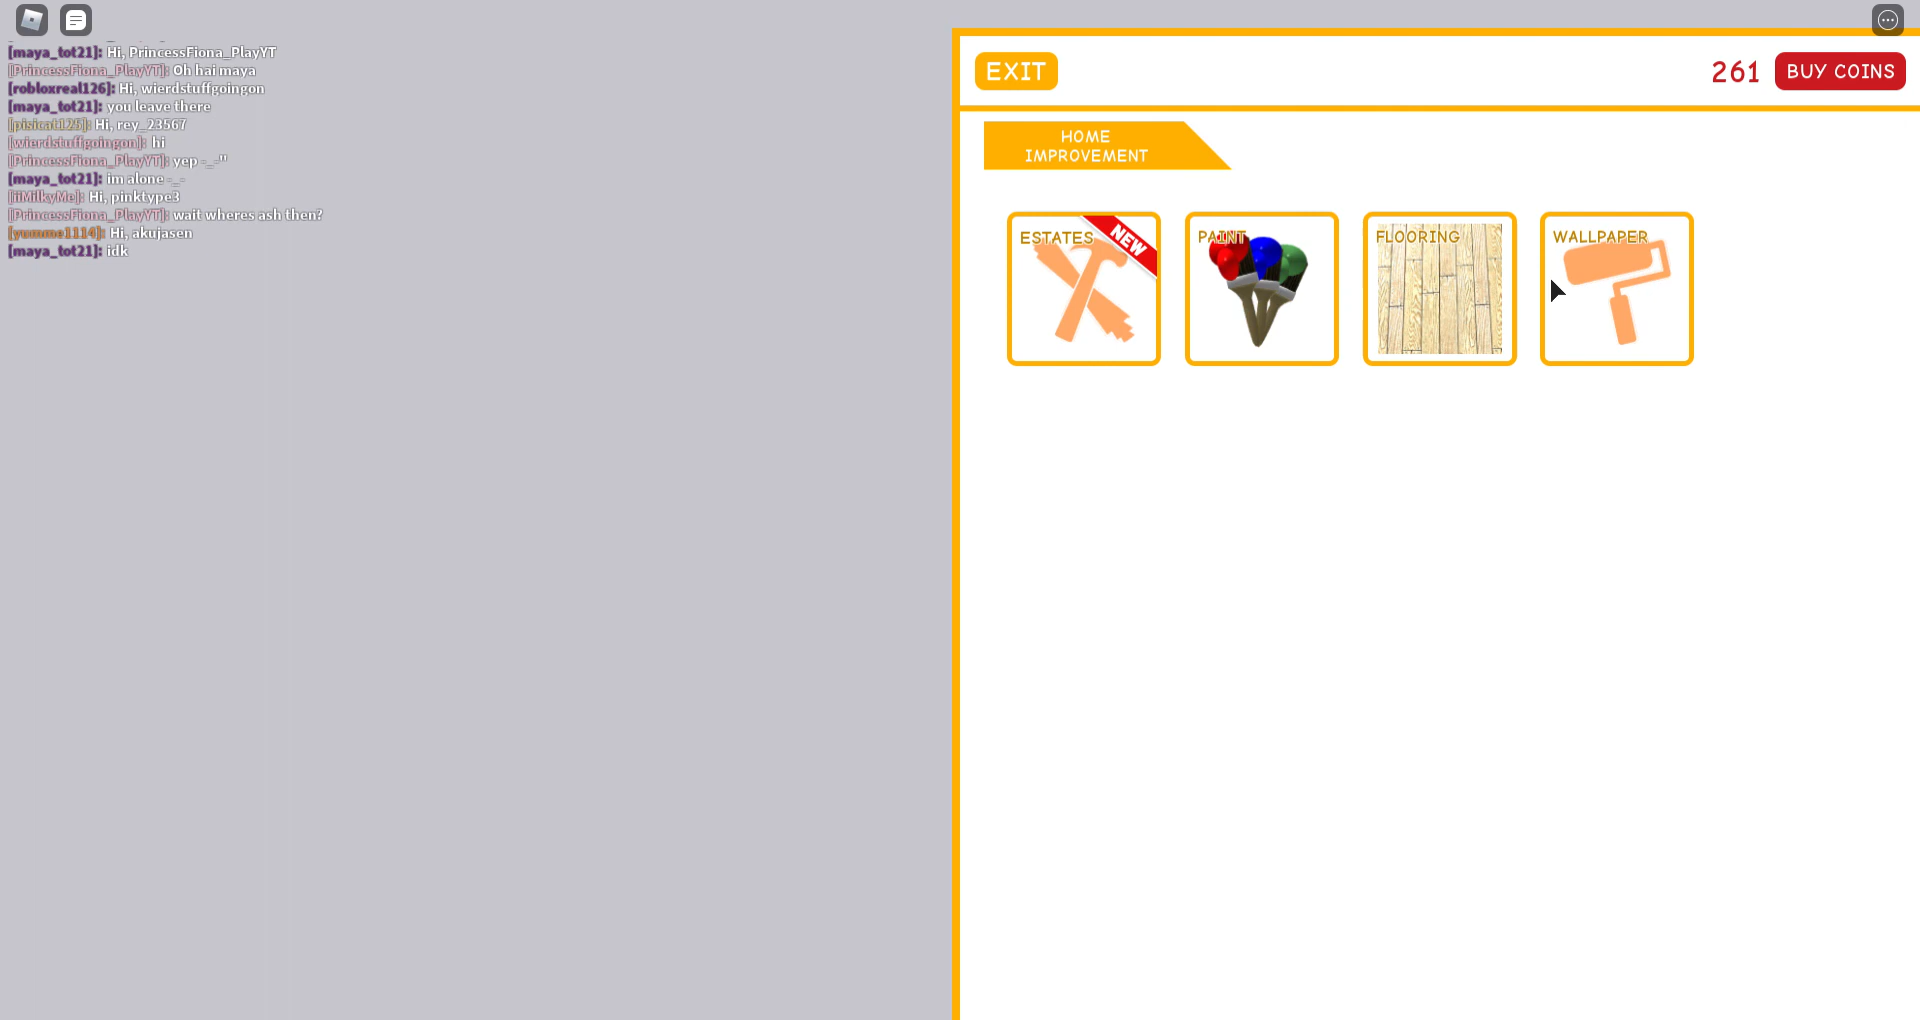 [maya_tot21]: Hi, PrincessFiona_PlayYT
[PrincessFiona_PlayYT]: Oh hai maya
[robloxreal126]: Hi, wierdstuffgoingon
[maya_tot21]: you leave there
[pisicat125]: Hi, rey_23567
[wierdstuffgoingon]: hi
[PrincessFiona_PlayYT]: yep -_-"
[maya_tot21]: im alone -_-
[iiMilkyMe]: Hi, pinktype3
[PrincessFiona_PlayYT]: wait wheres ash then?
[yumme1114]: Hi, akujasen
[maya_tot21]: idk
EXIT
261
BUY COINS
HOME
IMPROVEMENT
ESTATES
NEW
PAINT
FLOORING
WALLPAPER